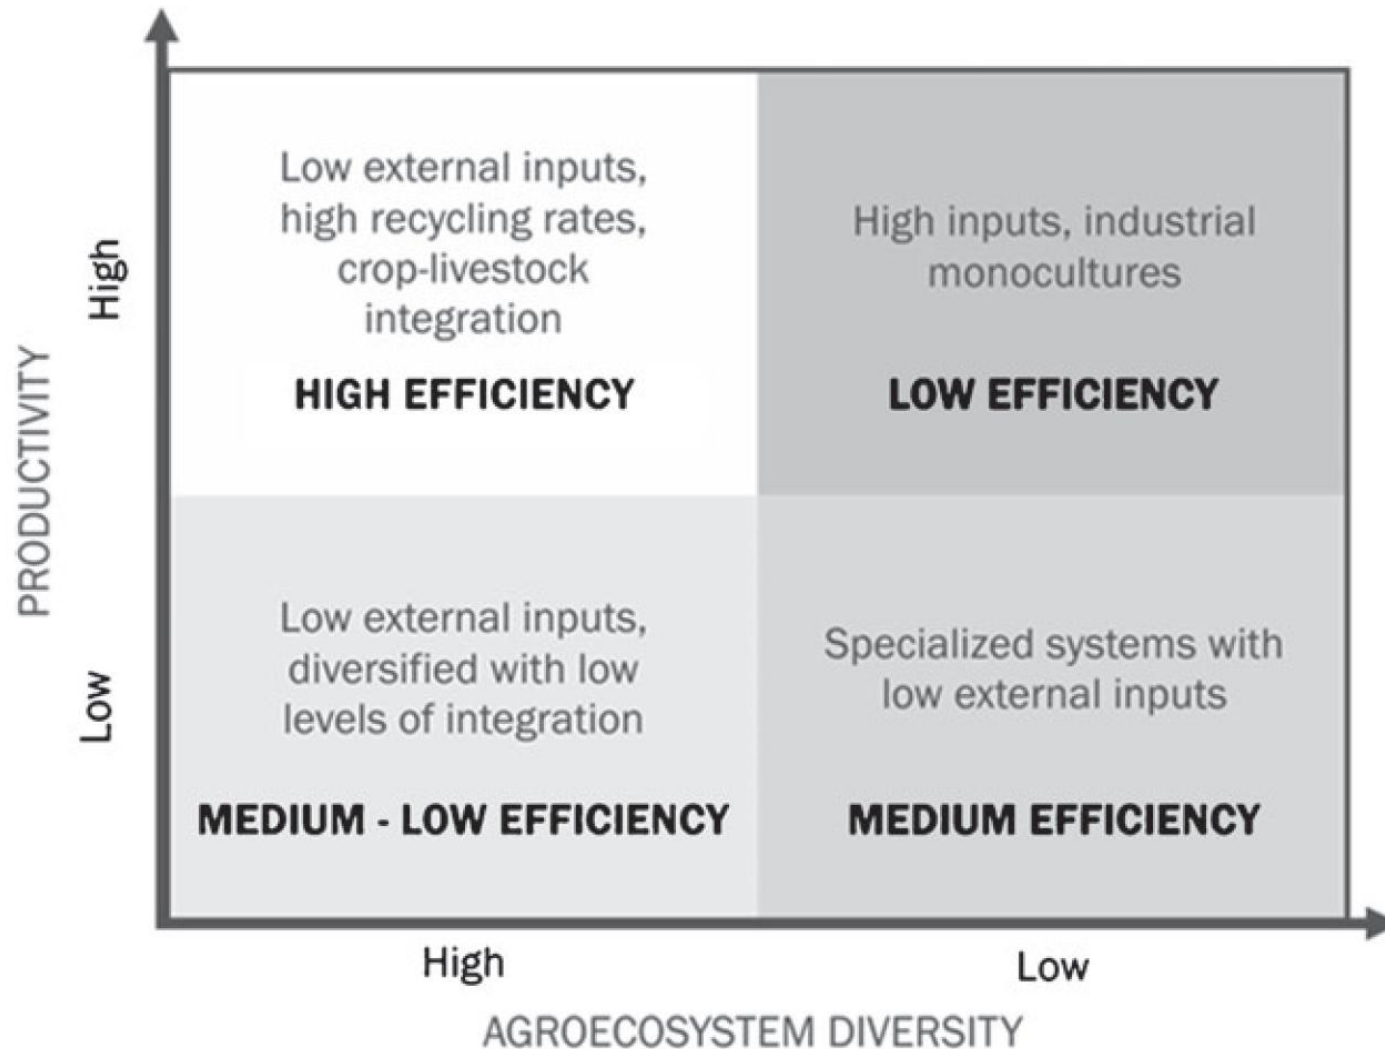 PRODUCTIVITY
High
Low
Low external inputs,
high recycling rates,
crop-livestock
integration
HIGH EFFICIENCY
High inputs, industrial
monocultures
LOW EFFICIENCY
Low external inputs,
diversified with low
levels of integration
MEDIUM - LOW EFFICIENCY
Specialized systems with
low external inputs
MEDIUM EFFICIENCY
High
Low
AGROECOSYSTEM DIVERSITY